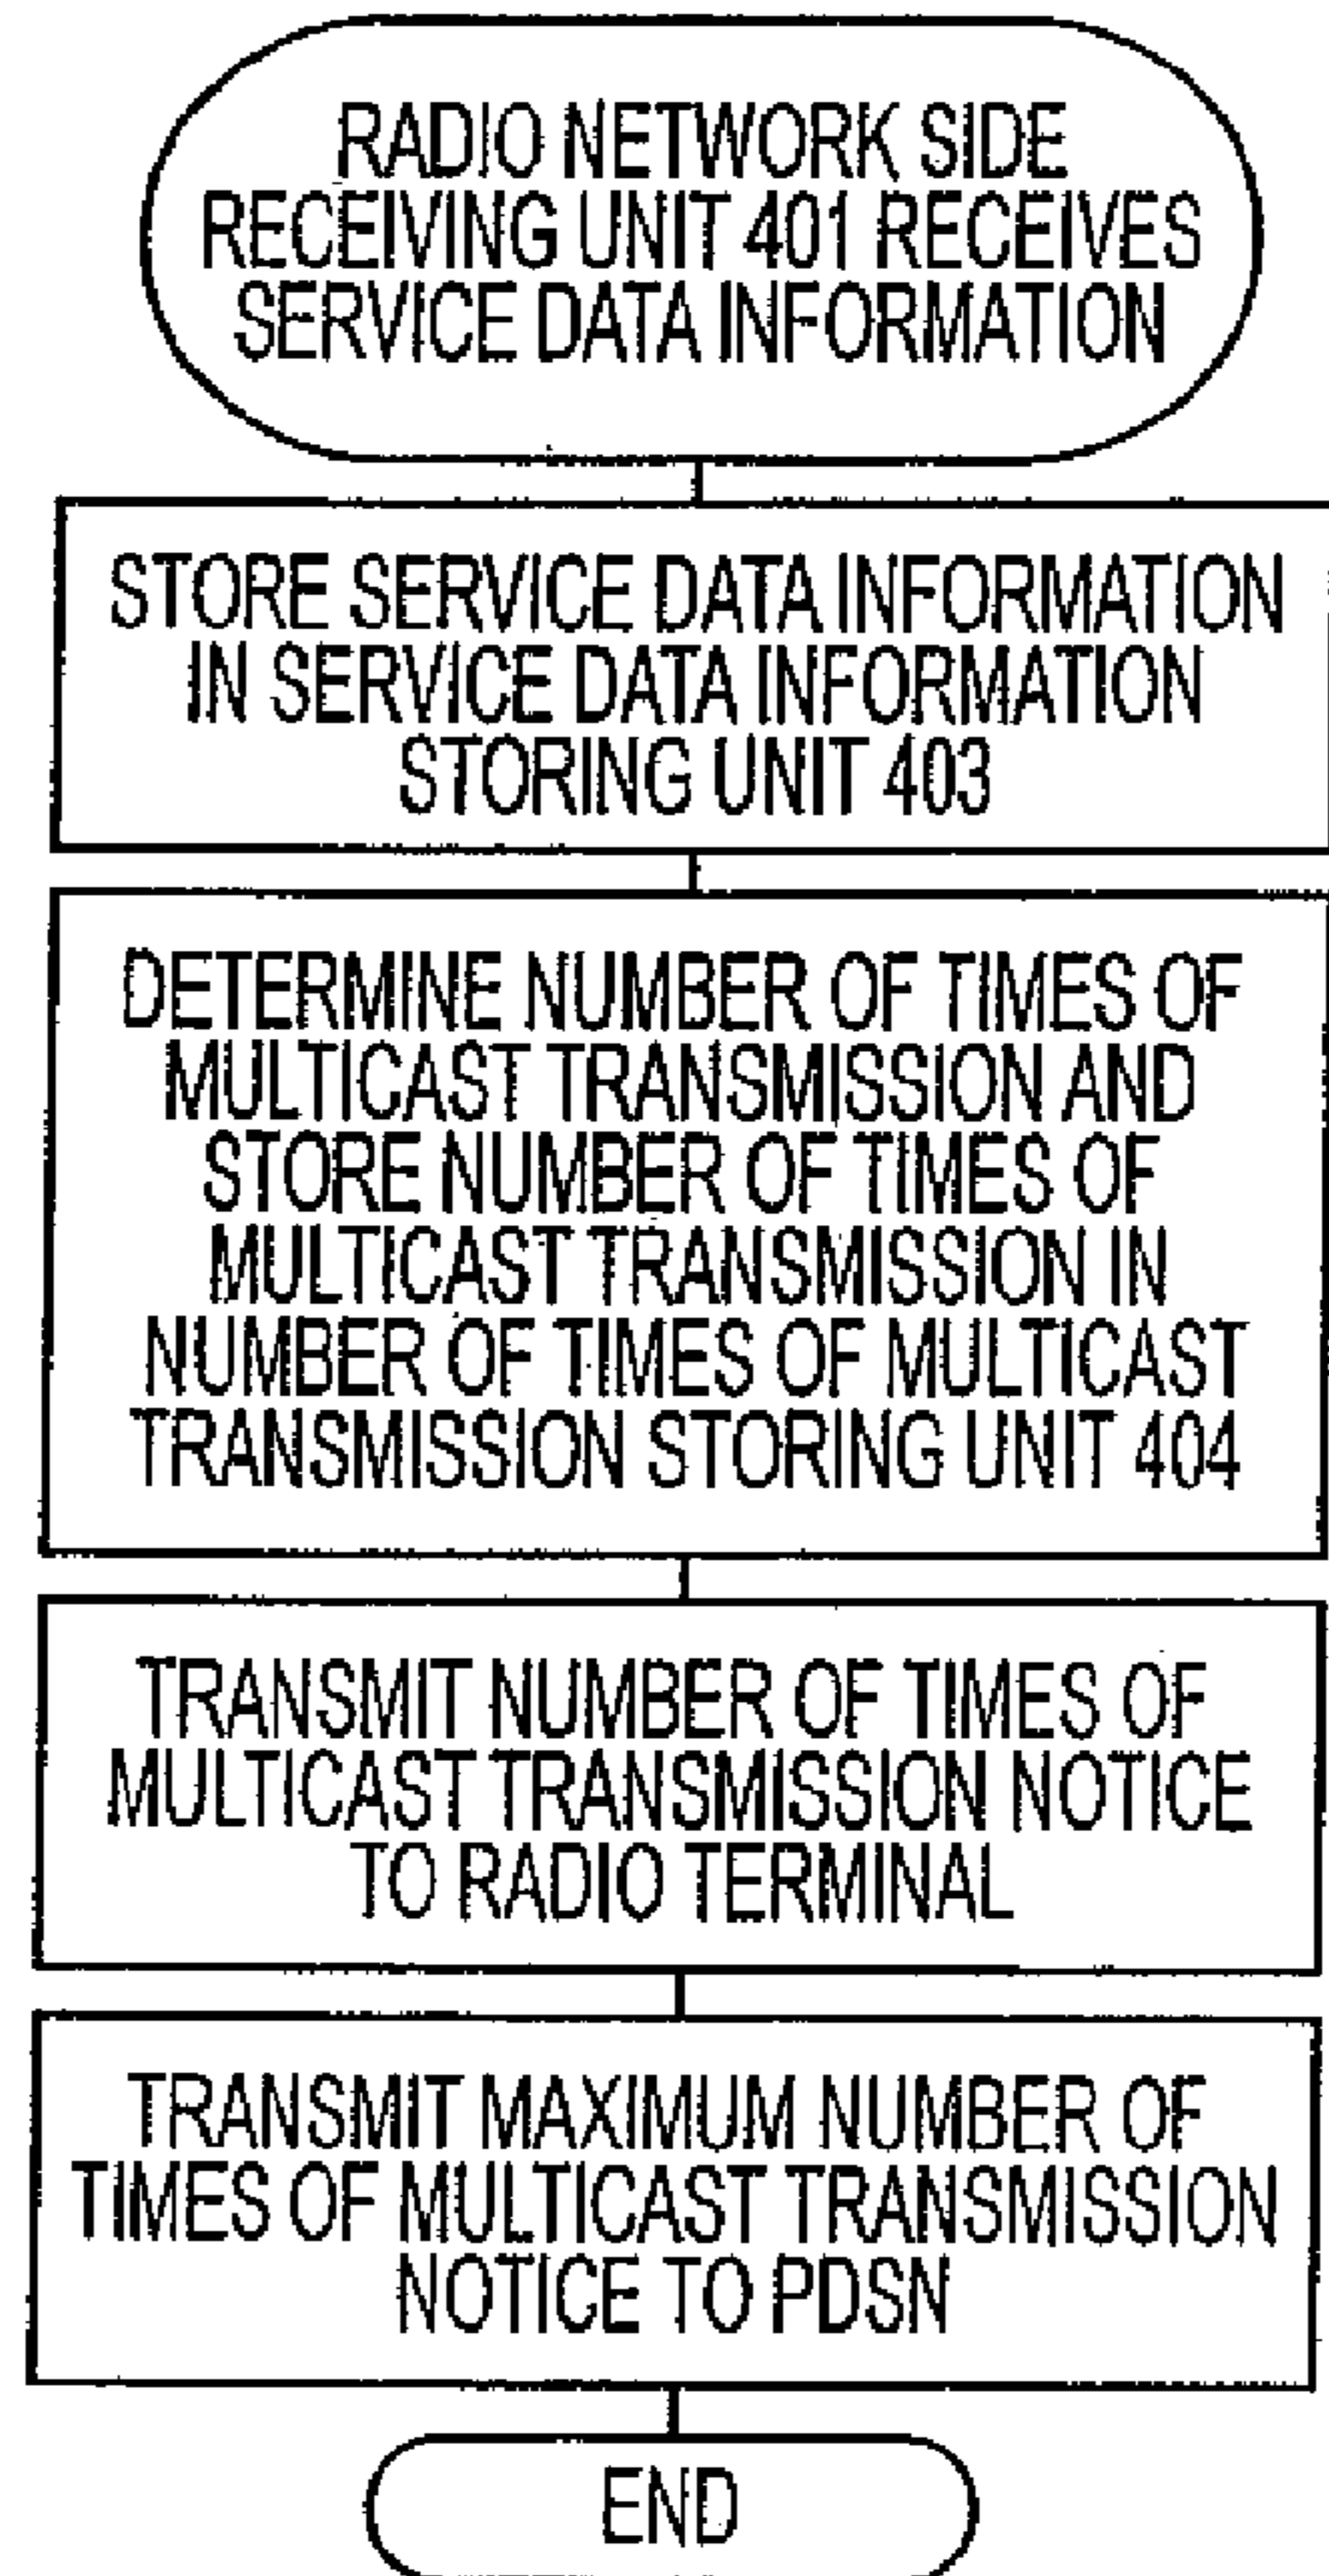 RADIO NETWORK SIDE
RECEIVING UNIT 401 RECEIVES
SERVICE DATA INFORMATION
STORE SERVICE DATA INFORMATION
IN SERVICE DATA INFORMATION
STORING UNIT 403
DETERMINE NUMBER OF TIMES OF
MULTICAST TRANSMISSION AND
STORE NUMBER OF TIMES OF
MULTICAST TRANSMISSION IN
NUMBER OF TIMES OF MULTICAST
TRANSMISSION STORING UNIT 404
TRANSMIT NUMBER OF TIMES OF
MULTICAST TRANSMISSION NOTICE
TO RADIO TERMINAL
TRANSMIT MAXIMUM NUMBER OF
TIMES OF MULTICAST TRANSMISSION
NOTICE TO PDSN
END